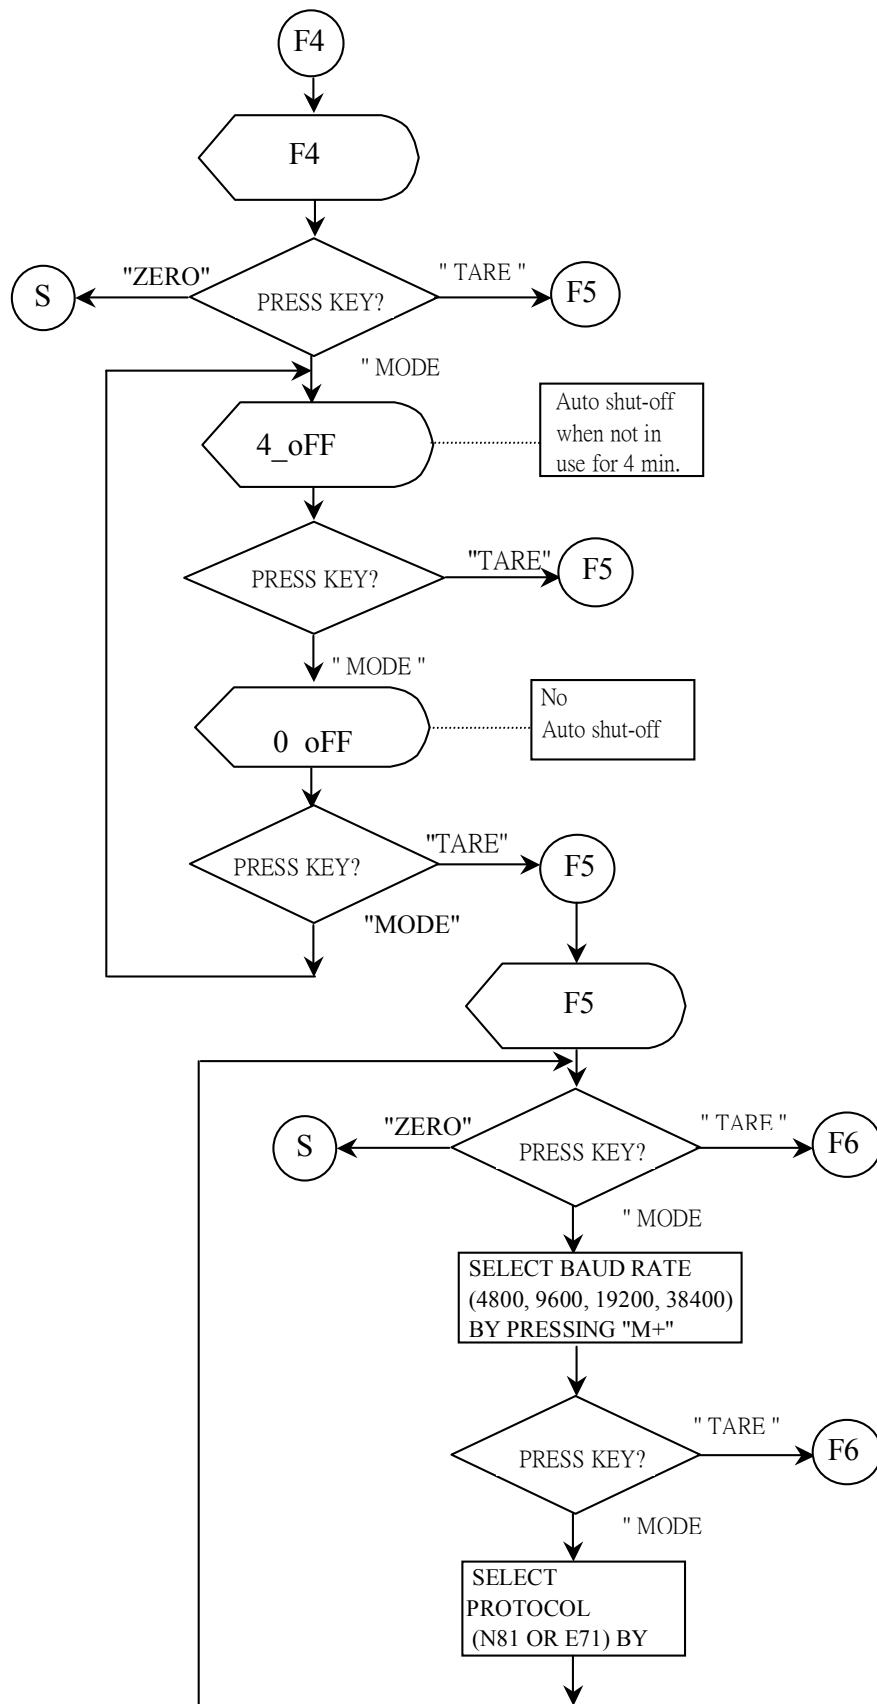 F4
F4
"ZERO"
" TARE "
S
PRESS KEY?
F5
" MODE
4_oFF
Auto shut-off
when not in
use for 4 min.
PRESS KEY?
"TARE"
F5
" MODE "
0 oFF
No
Auto shut-off
PRESS KEY?
"TARE"
F5
"MODE"
F5
"ZERO"
" TARE "
S
PRESS KEY?
F6
" MODE
SELECT BAUD RATE
(4800, 9600, 19200, 38400)
BY PRESSING "M+"
PRESS KEY?
" TARE "
F6
" MODE
SELECT
PROTOCOL
(N81 OR E71) BY